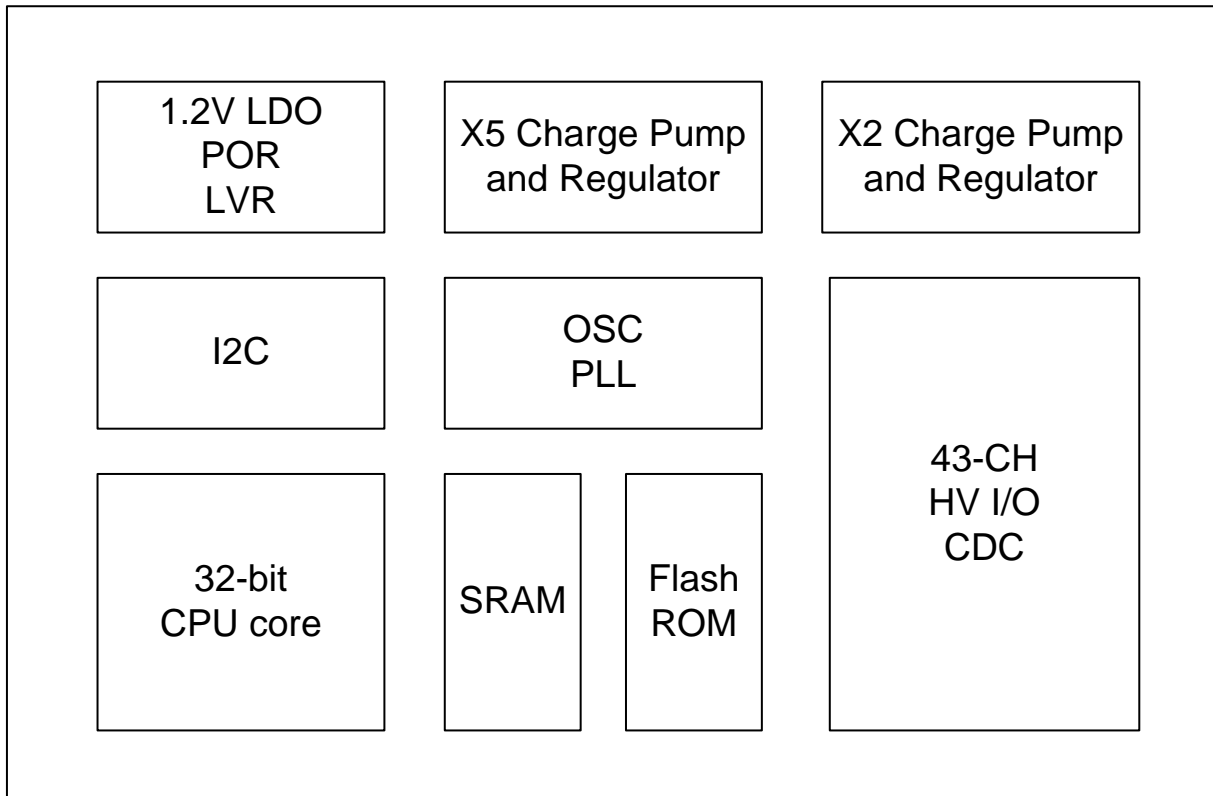 1.2V LDO
POR
LVR
X5 Charge Pump
and Regulator
X2 Charge Pump
and Regulator
I2C
OSC
PLL
43-CH
HV I/O
CDC
32-bit
CPU core
SRAM
Flash
ROM